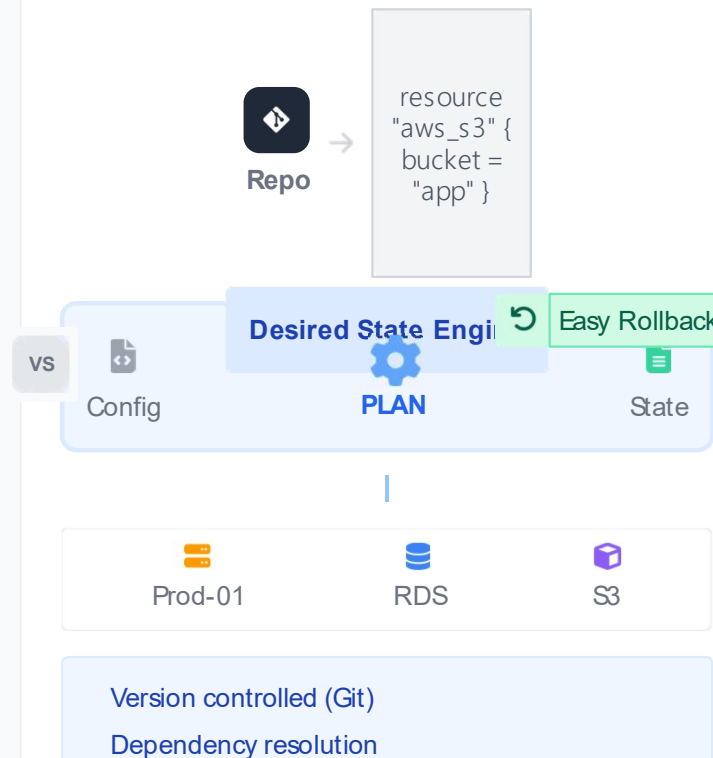 resource
"aws_s3" {
bucket =
"app" }
Repo
Desired State
Easy Rollback
VS
Config
PLAN
State
Prod-01
RDS
S3
Version controlled (Git)
Dependency resolution